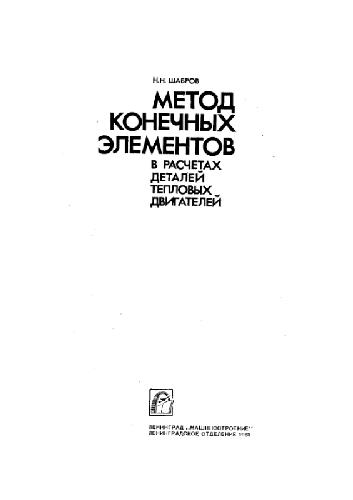 Н.Н. ШАБРОВ
МЕТОД
КОНЕЧНЫХ
ЭЛЕМЕНТОВ
В РАСЧЕТАХ
ДЕТАЛЕЙ
ТЕПЛОВЫХ
ДВИГАТЕЛЕЙ
ЛЕНИНГРАД „МАШИНОСТРОЕНИЕ"
ЛЕНИНГРАДСКОЕ ОТДЕЛЕНИЕ